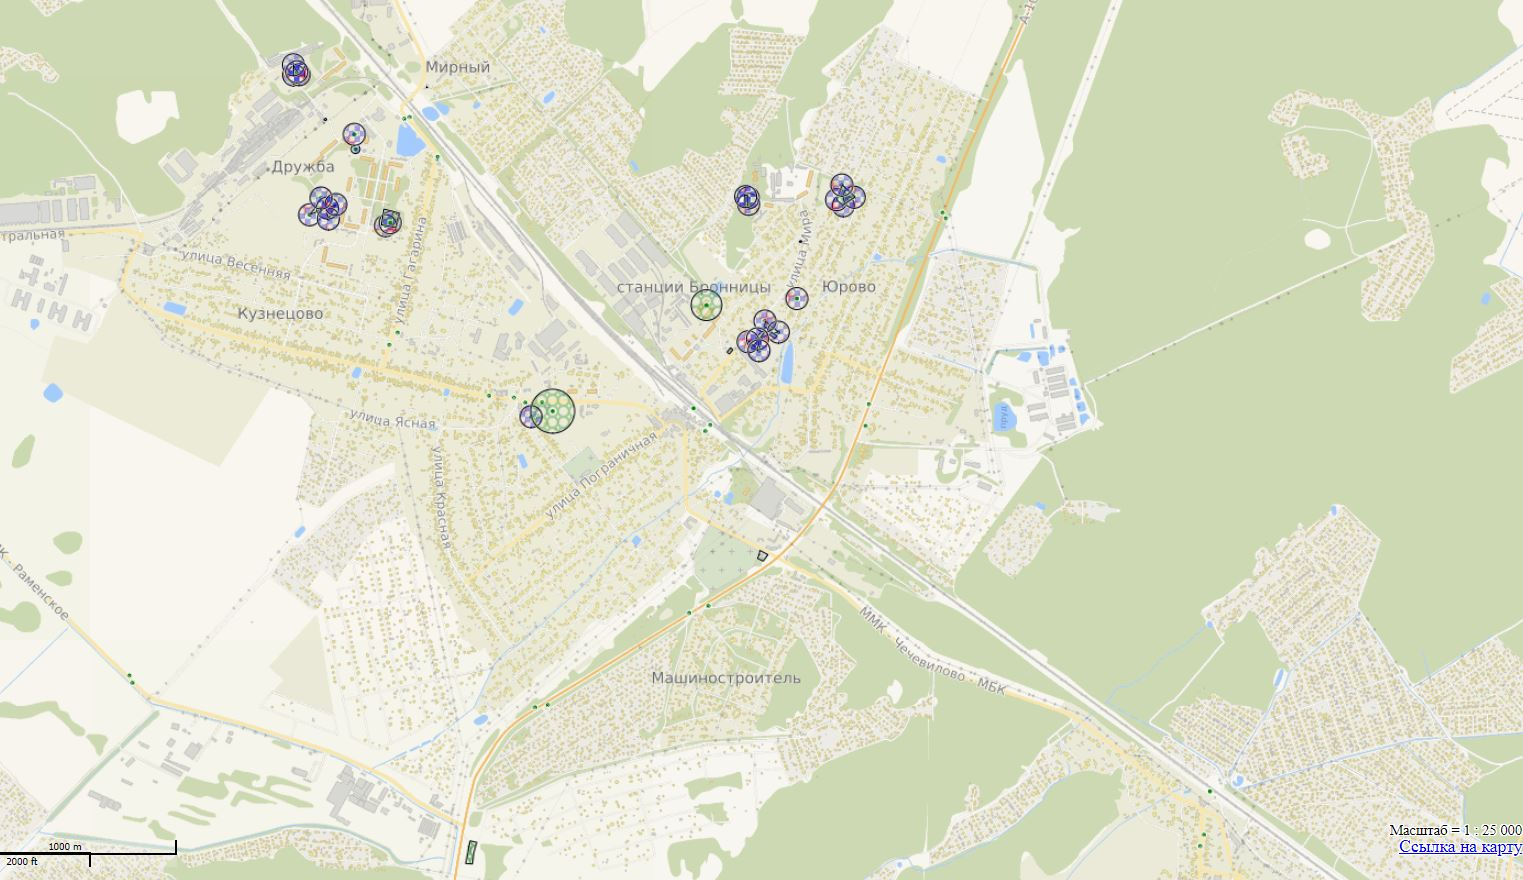 А-10
Мирный
Дружба
тральная
улица Весенняя
улица Гагарина
улица Мира
станции Бронницы
Юрово
Кузнецово
улица Ясная
пруд
улица Красная
улица Пограничная
К - Раменское
ММК - Чечевилово - МБК
Машиностроитель
Масштаб = 1 : 25 000
1000 m
Ссылка на карту
2000 ft